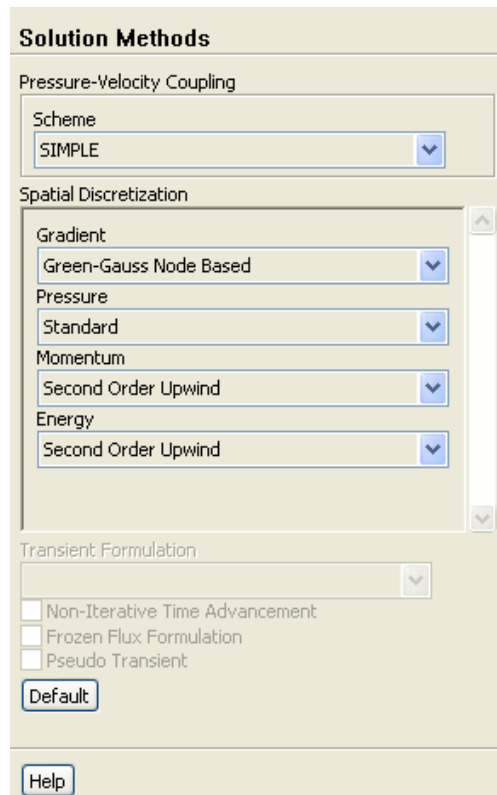 Solution Methods
Pressure-Velocity Coupling
Scheme
SIMPLE
Spatial Discretization
Gradient
Green-Gauss Node Based
Pressure
Standard
Momentum
Second Order Upwind
Energy
Second Order Upwind
Transient Formulation
Non-Iterative Time Advancement
Frozen Flux Formulation
Pseudo Transient
Default
Help